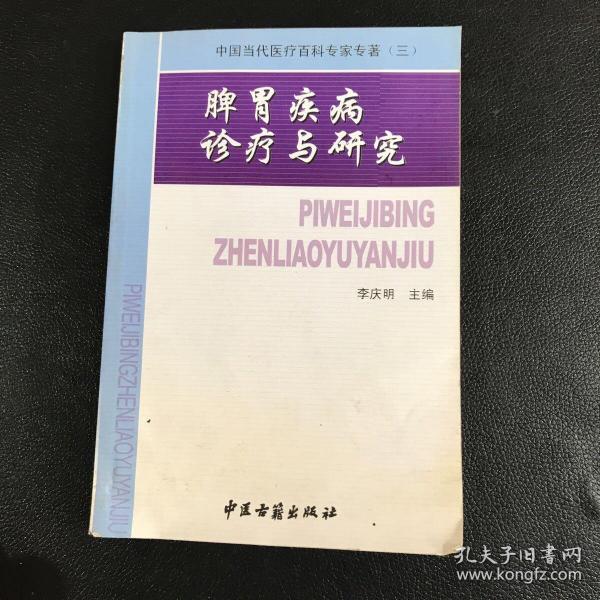 中国当代医疗百科专家专著（三）
脾胃疾病
诊疗与研究
PIWEIJIBING
ZHENLIAOYUYANJIU
李庆明 主编
PIWEIJIBINGZHENLIAOYUYANJIU
中医古籍出版社
孔夫子旧书网
www.kongfz.com